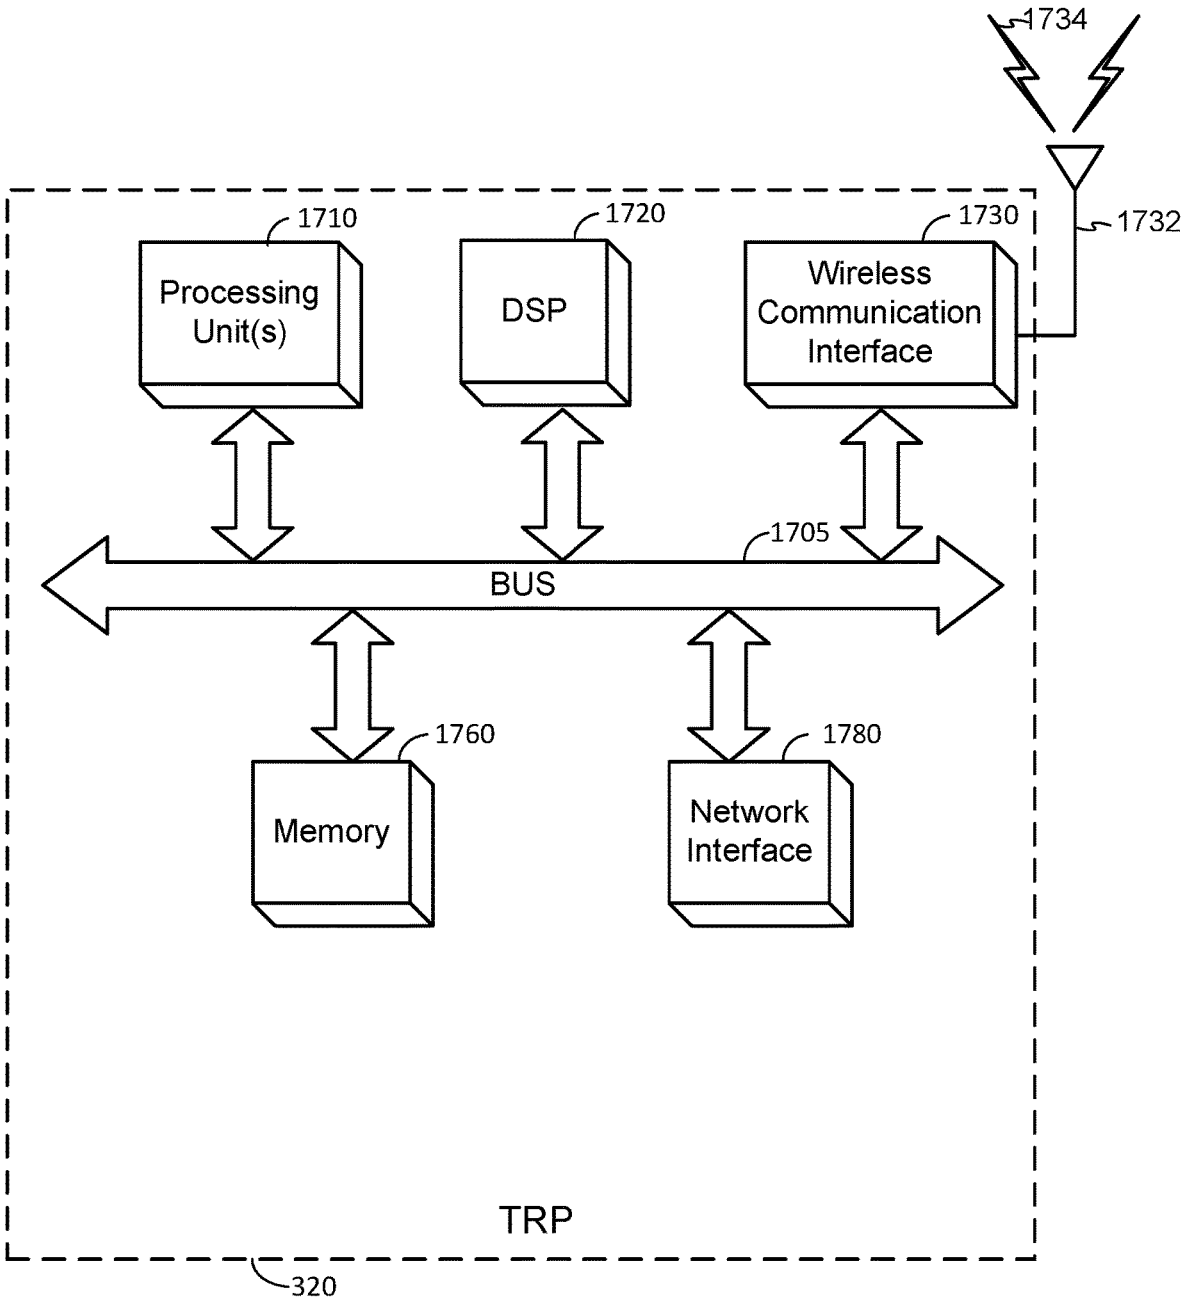 1734
1732
1710
1720
1730
Processing
Unit(s)
DSP
Wireless
Communication
Interface
1705
BUS
1760
1780
Memory
Network
Interface
TRP
320